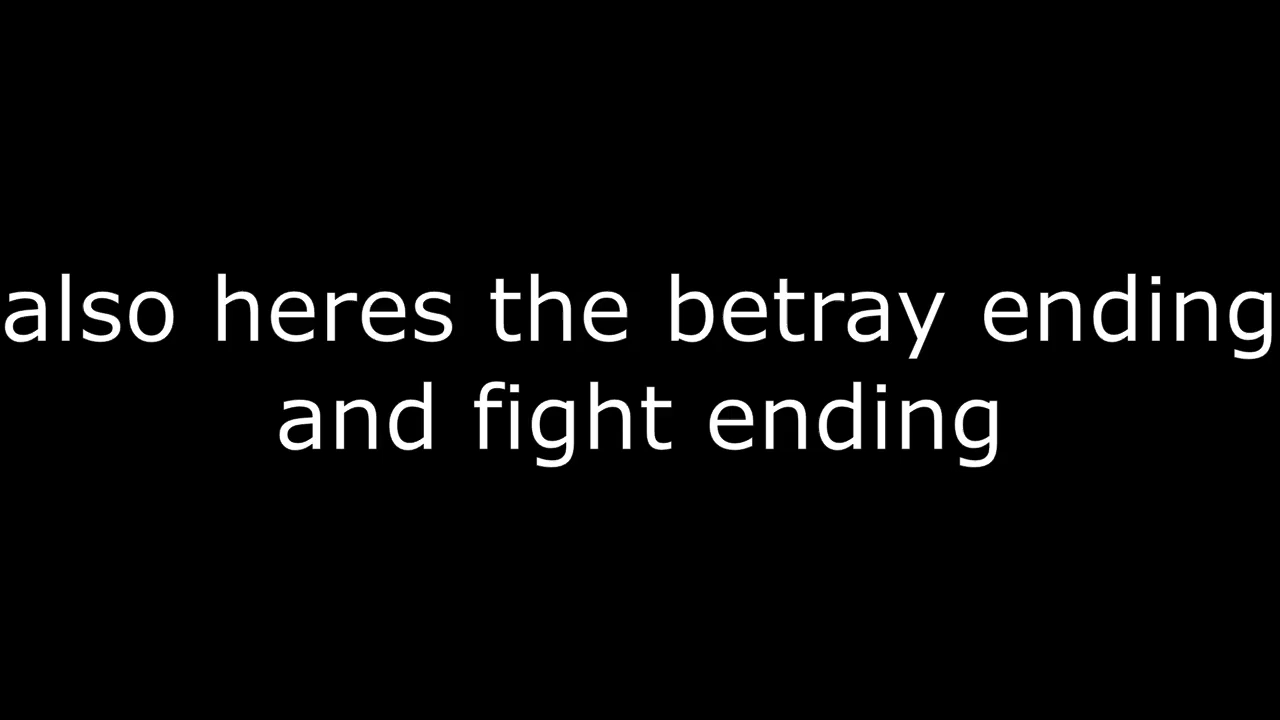 also heres the betray ending
and fight ending